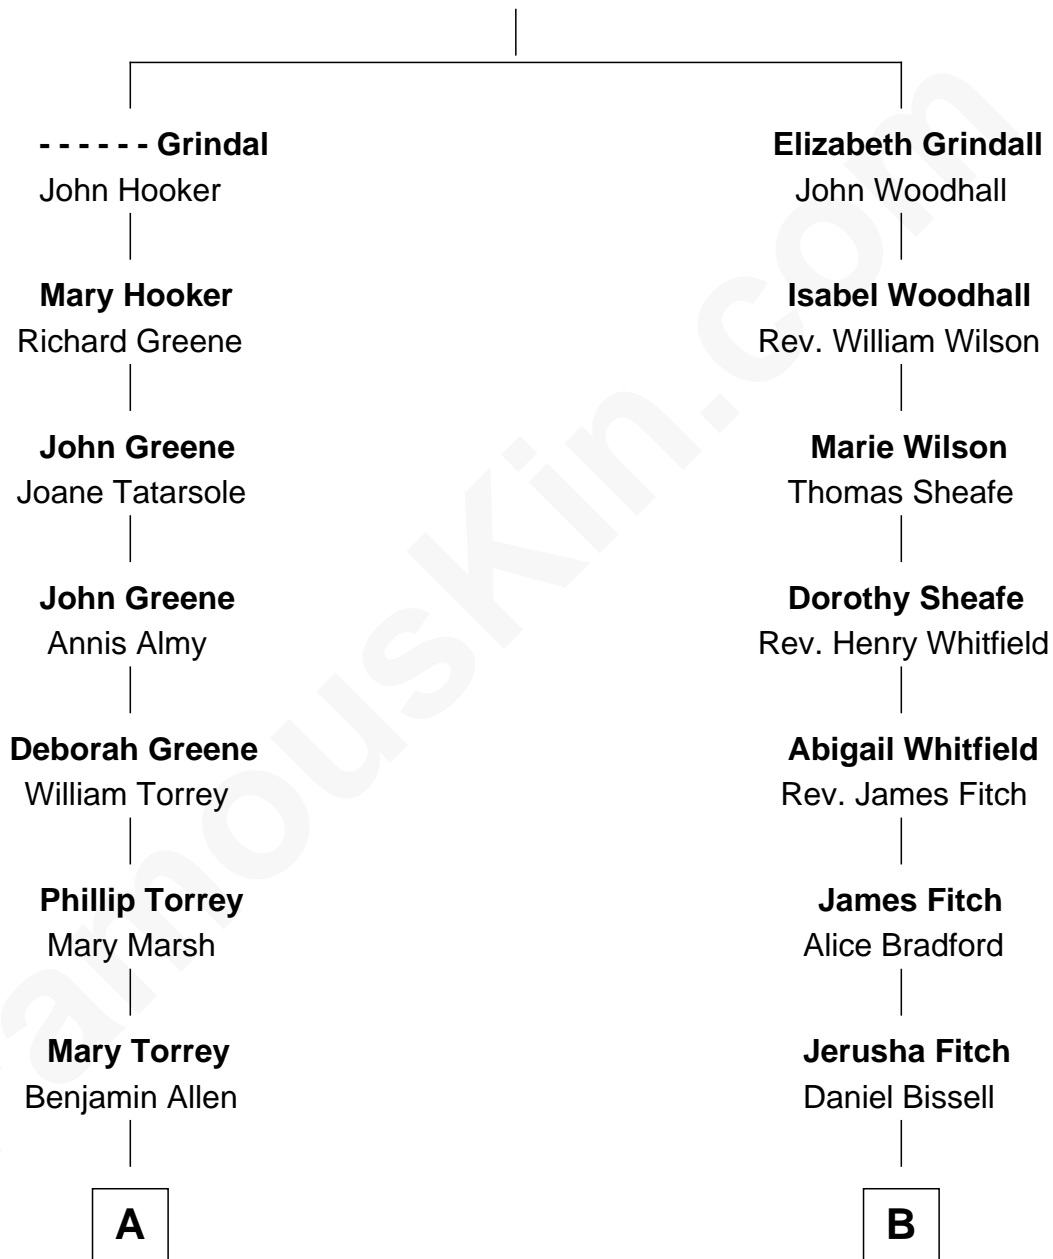 - - - - - - Grindal
John Hooker
Mary Hooker
Richard Greene
John Greene
Joane Tatarsole
John Greene
Annis Almy
Deborah Greene
William Torrey
Phillip Torrey
Mary Marsh
Mary Torrey
Benjamin Allen
A
Elizabeth Grindall
John Woodhall
Isabel Woodhall
Rev. William Wilson
Marie Wilson
Thomas Sheafe
Dorothy Sheafe
Rev. Henry Whitfield
Abigail Whitfield
Rev. James Fitch
James Fitch
Alice Bradford
Jerusha Fitch
Daniel Bissell
B
amouskin.com